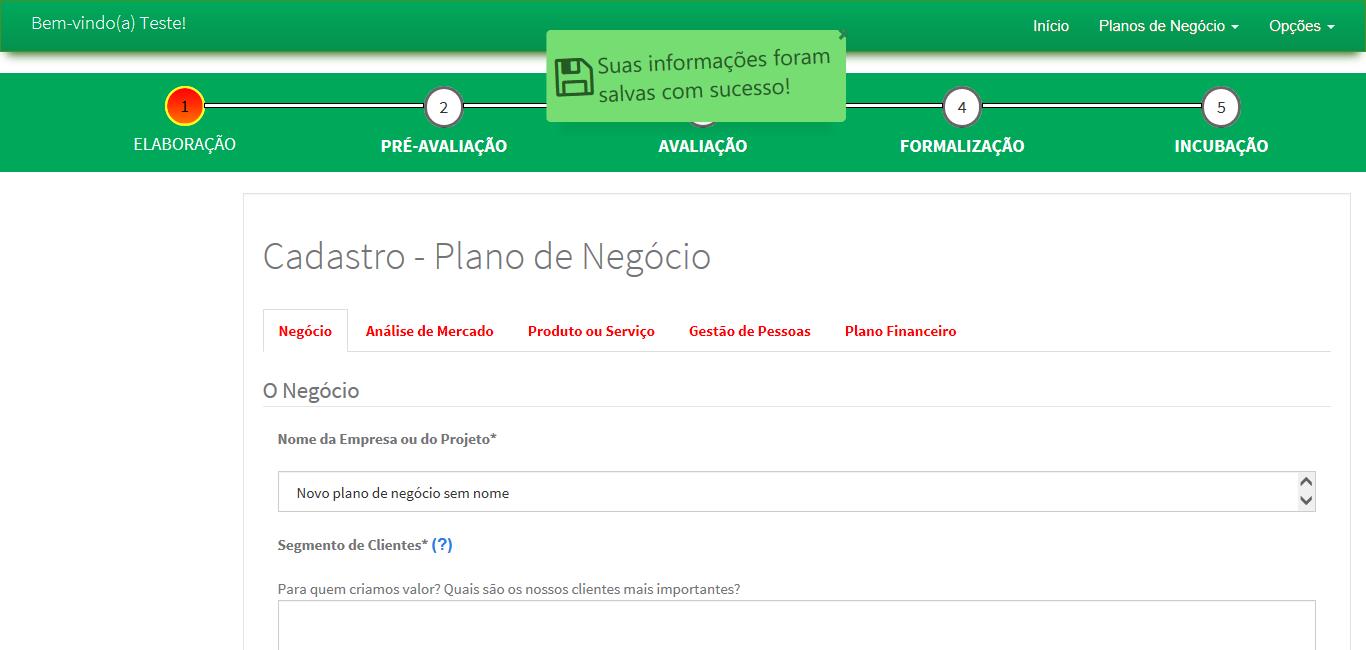 Bem-vindo(a) Teste!
Início
Planos de Negócio
Opções
×
Suas informações foram
salvas com sucesso!
1
2
4
5
ELABORAÇÃO
PRÉ-AVALIAÇÃO
AVALIAÇÃO
FORMALIZAÇÃO
INCUBAÇÃO
Cadastro - Plano de Negócio
Negócio
Análise de Mercado
Produto ou Serviço
Gestão de Pessoas
Plano Financeiro
O Negócio
Nome da Empresa ou do Projeto*
Novo plano de negócio sem nome
Segmento de Clientes* (?)
Para quem criamos valor? Quais são os nossos clientes mais importantes?